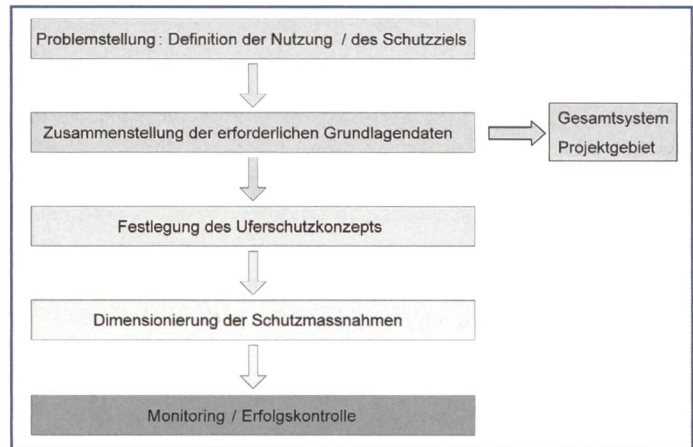 Problemstellung: Definition der Nutzung / des Schutzziels
Zusammenstellung der erforderlichen Grundlagendaten
Gesamtsystem
Projektgebiet
Festlegung des Uferschutzkonzepts
Dimensionierung der Schutzmassnahmen
Monitoring / Erfolgskontrolle